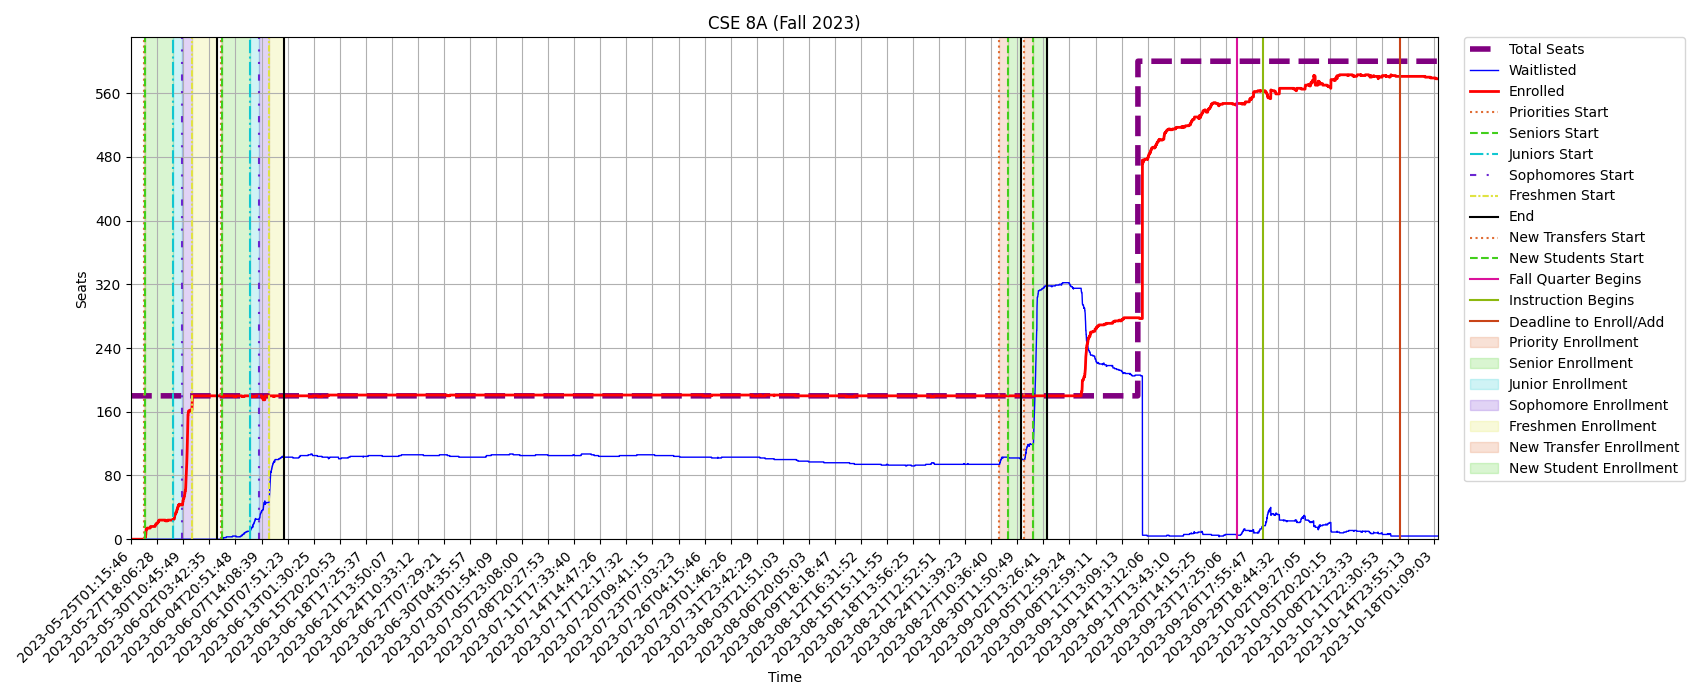 CSE 8A (Fall 2023)
Seats
560
480
400
320
240
160
80
0
2023-05-25T01:15:46
2023-05-27T18:06:28
2023-05-30T10:45:49
2023-06-02T03:42:35
2023-06-04T20:51:48
2023-06-07T14:08:39
2023-06-10T07:51:23
2023-06-13T01:30:25
2023-06-15T10:20:53
2023-06-18T17:25:37
2023-06-21T13:50:07
2023-06-24T10:33:12
2023-06-27T07:29:21
2023-06-30T04:35:57
2023-07-03T01:54:09
2023-07-05T23:08:00
2023-07-08T20:27:53
2023-07-11T17:33:40
2023-07-14T14:47:26
2023-07-17T12:17:32
2023-07-20T09:41:15
2023-07-23T07:03:23
2023-07-26T04:15:46
2023-07-29T01:46:26
2023-07-31T23:42:29
2023-08-03T21:51:03
2023-08-06T20:05:03
2023-08-09T18:18:47
2023-08-12T16:31:52
2023-08-15T15:11:55
2023-08-18T13:56:25
2023-08-21T12:52:51
2023-08-24T11:39:23
2023-08-27T10:36:40
2023-08-30T11:50:49
2023-09-02T13:26:41
2023-09-05T12:59:24
2023-09-08T12:59:11
2023-09-11T13:09:13
2023-09-14T13:12:06
2023-09-17T13:43:10
2023-09-20T14:15:25
2023-09-23T17:25:06
2023-09-26T17:55:47
2023-09-29T18:44:32
2023-10-02T19:27:05
2023-10-05T20:20:15
2023-10-08T21:23:33
2023-10-11T22:30:53
2023-10-14T23:55:13
2023-10-18T01:09:03
Time
Total Seats
Waitlisted
Enrolled
Priorities Start
Seniors Start
Juniors Start
Sophomores Start
Freshmen Start
End
New Transfers Start
New Students Start
Fall Quarter Begins
Instruction Begins
Deadline to Enroll/Add
Priority Enrollment
Senior Enrollment
Junior Enrollment
Sophomore Enrollment
Freshmen Enrollment
New Transfer Enrollment
New Student Enrollment